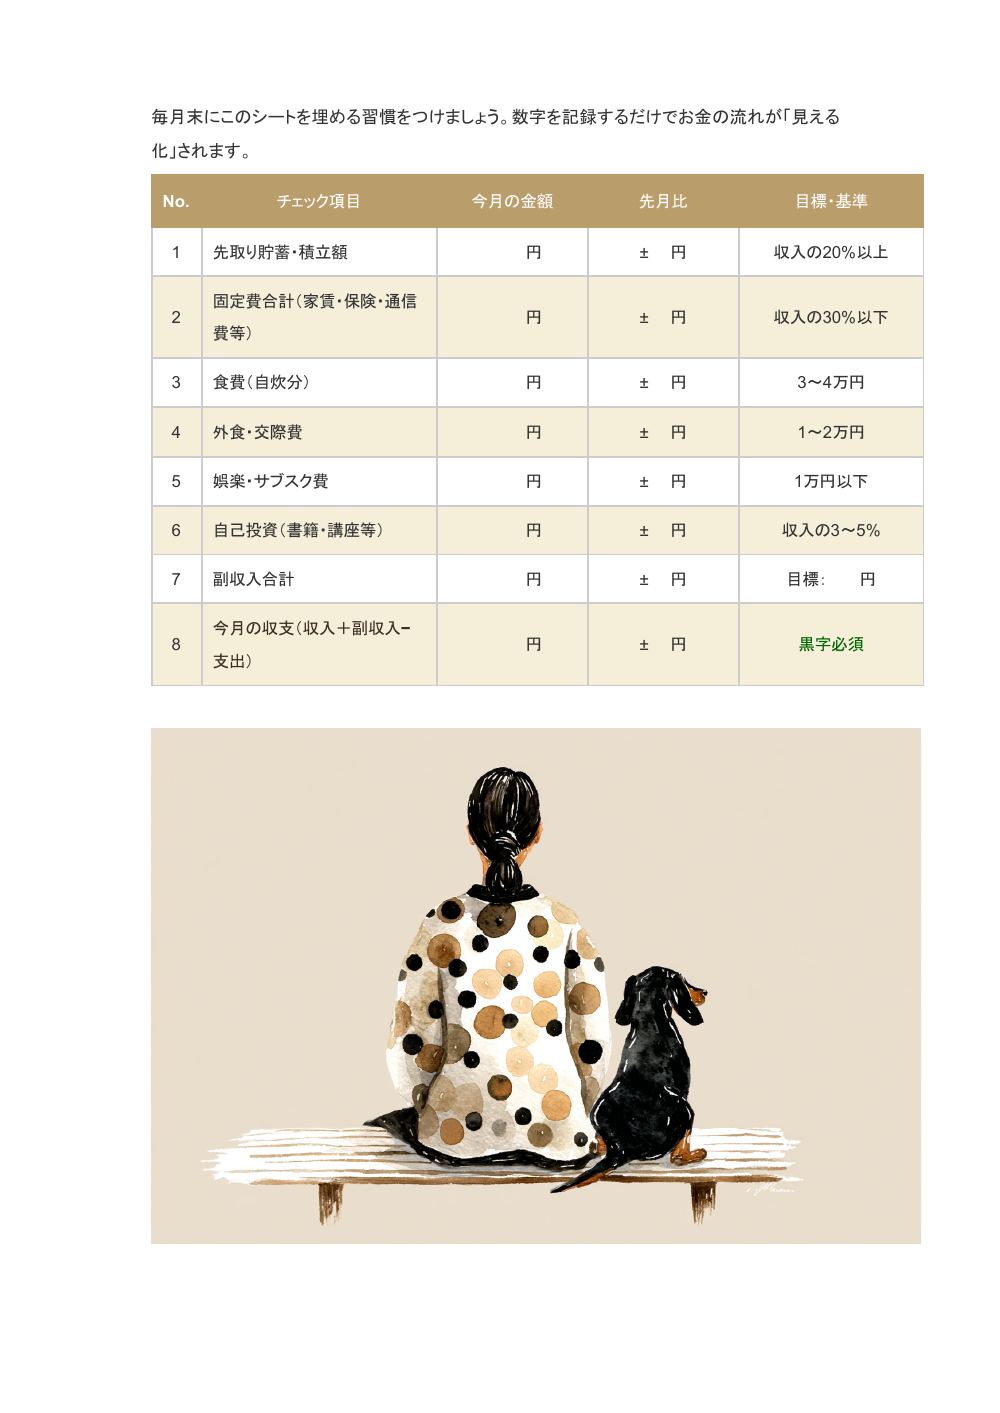 毎月末にこのシートを埋める習慣をつけましょう。数字を記録するだけでお金の流れが「見える
化」されます。
No. チェック項目 今月の金額 先月比 目標・基準
1 先取り貯蓄・積立額 円 ± 円 収入の20%以上
2 固定費合計（家賃・保険・通信
費等） 円 ± 円 収入の30%以下
3 食費（自炊分） 円 ± 円 3〜4万円
4 外食・交際費 円 ± 円 1〜2万円
5 娯楽・サブスク費 円 ± 円 1万円以下
6 自己投資（書籍・講座等） 円 ± 円 収入の3〜5%
7 副収入合計 円 ± 円 目標： 円
8 今月の収支（収入＋副収入−
支出） 円 ± 円 黒字必須